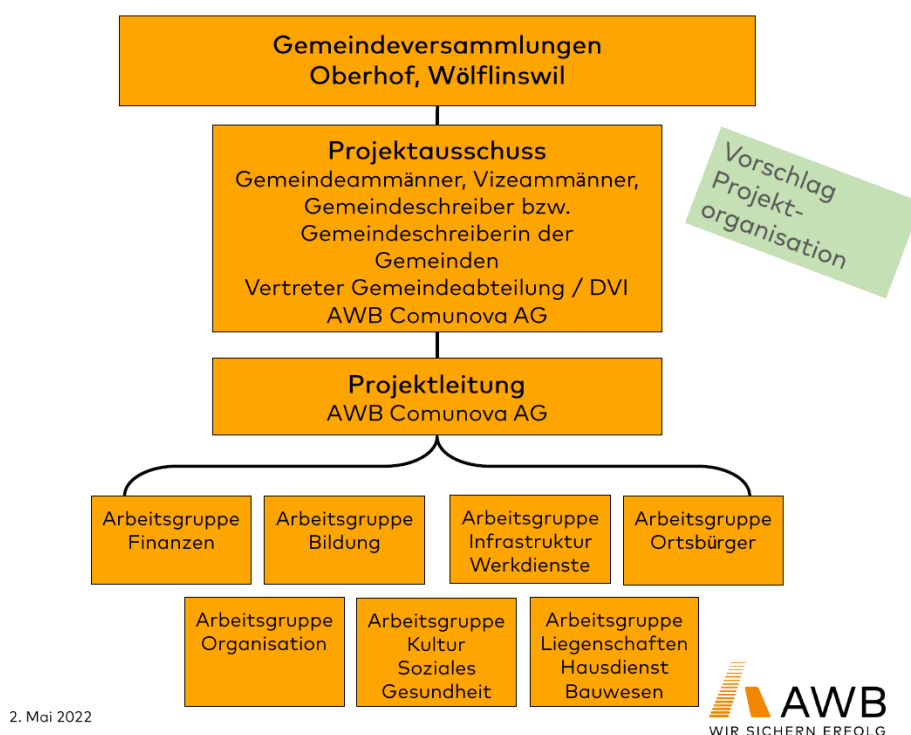 Gemeindeversammlungen
Oberhof, Wölflinswil
Projektausschuss
Gemeindeammänner, Vizeammänner,
Gemeindeschreiber bzw.
Gemeindeschreiberin der
Gemeinden
Vertreter Gemeindeabteilung / DVI
AWB Comunova AG
Vorschlag
Projekt-
organisation
Projektleitung
AWB Comunova AG
Arbeitsgruppe
Finanzen
Arbeitsgruppe
Bildung
Arbeitsgruppe
Infrastruktur
Werkdienste
Arbeitsgruppe
Ortsbürger
Arbeitsgruppe
Organisation
Arbeitsgruppe
Kultur
Soziales
Gesundheit
Arbeitsgruppe
Liegenschaften
Hausdienst
Bauwesen
2. Mai 2022
AWB
WIR SICHERN ERFOLG